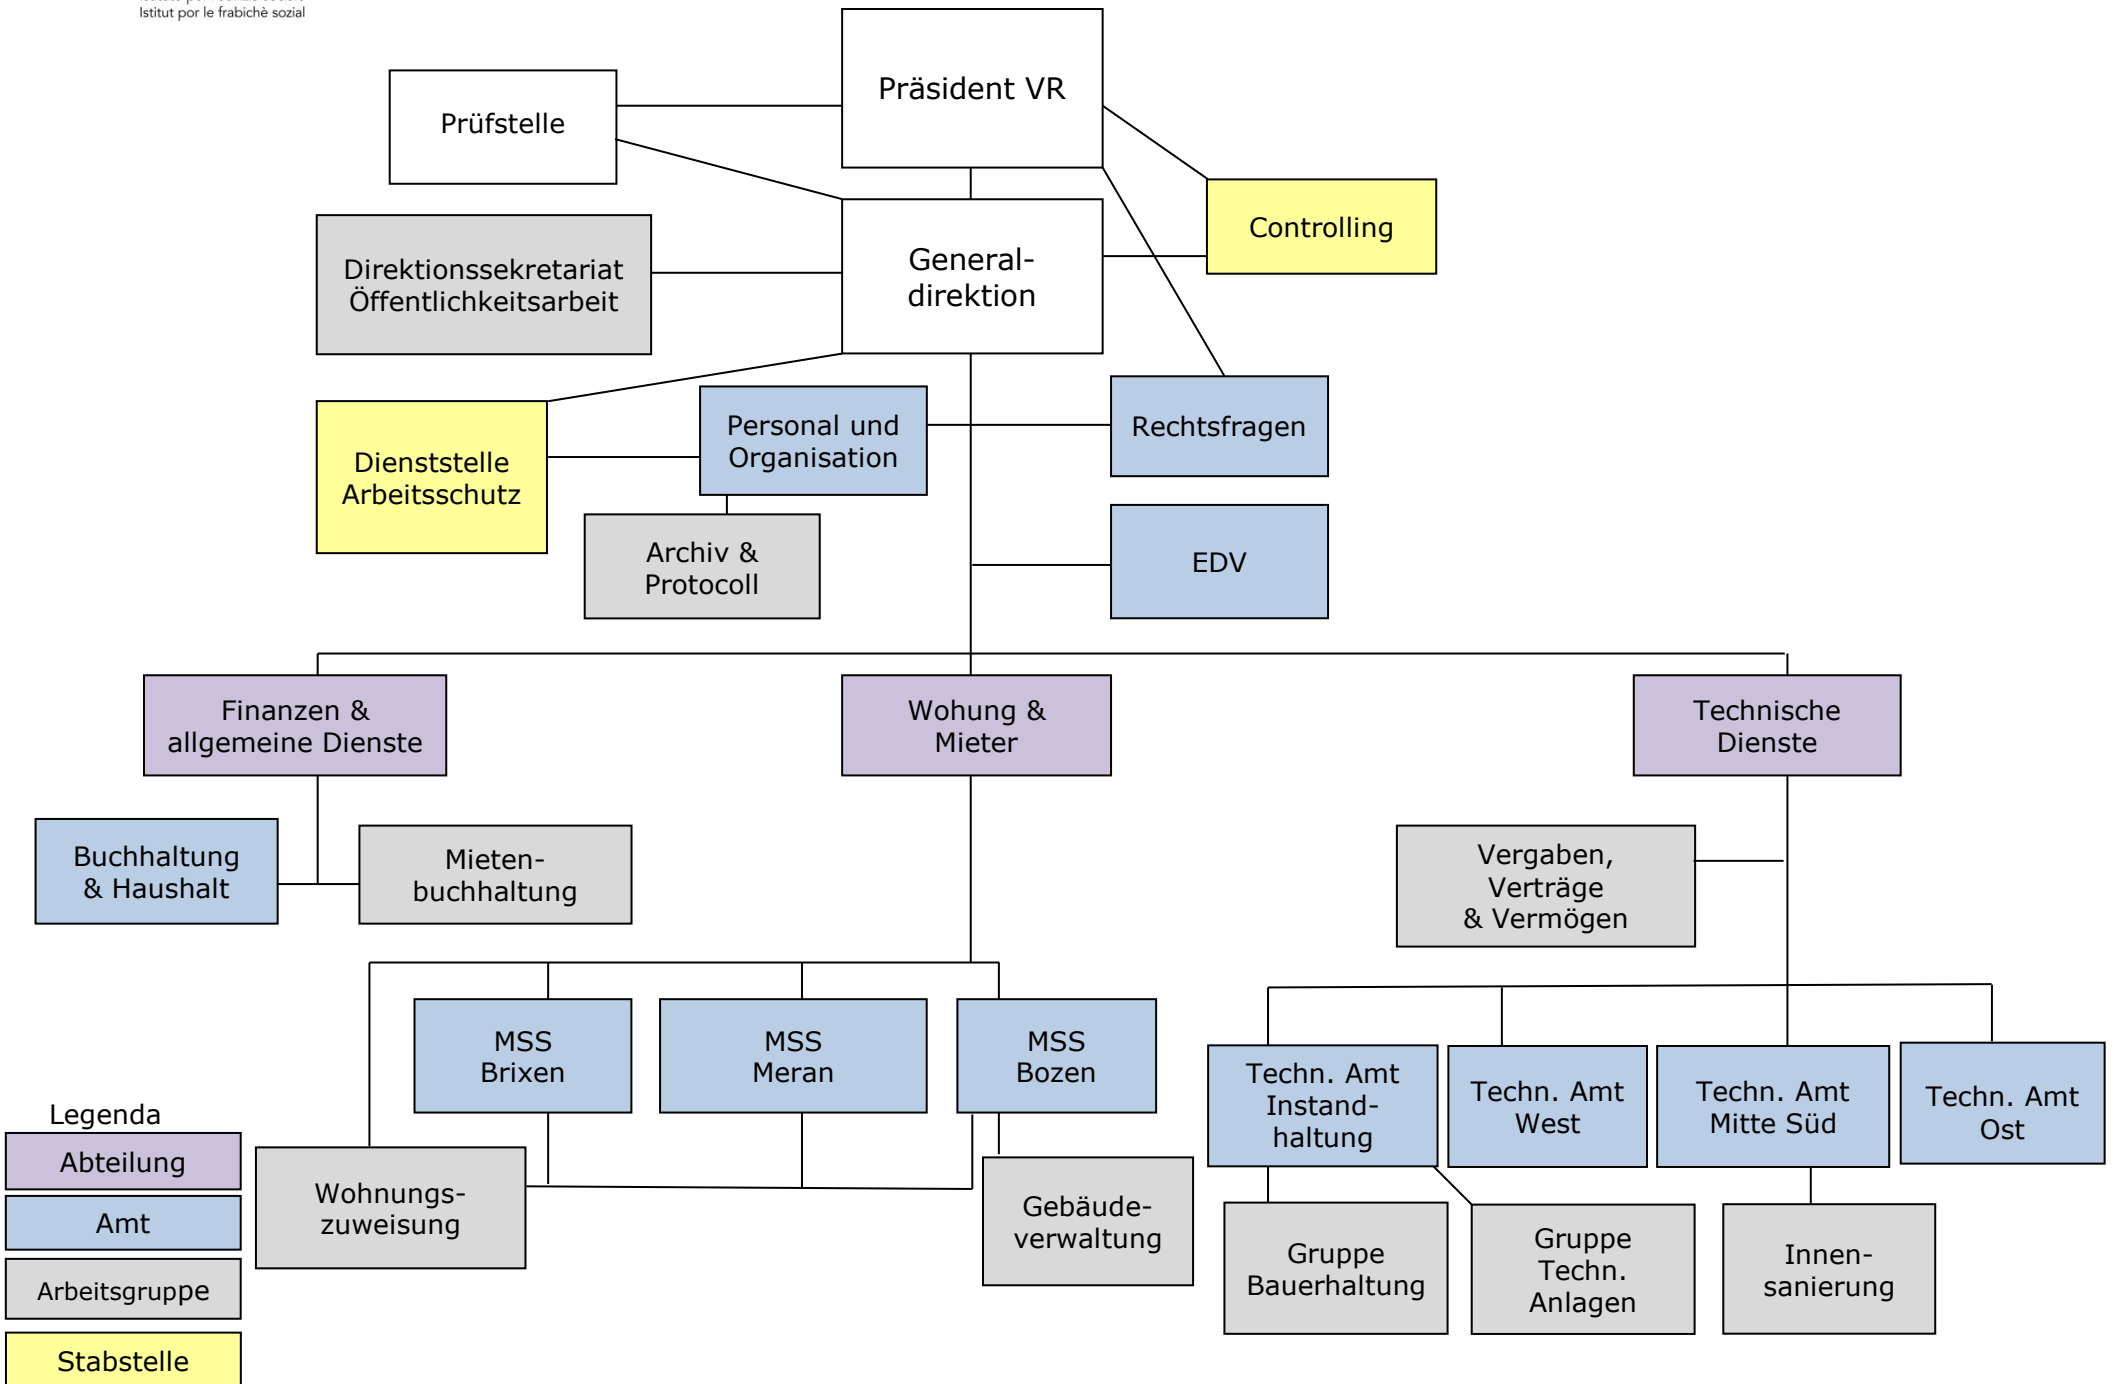 Istitut por le frabichè sozial
Präsident VR
Prüfstelle
Controlling
General-
direktion
Direktionssekretariat
Öffentlichkeitsarbeit
Personal und
Organisation
Rechtsfragen
Dienststelle
Arbeitsschutz
Archiv &
Protocoll
EDV
Finanzen &
allgemeine Dienste
Wohung &
Mieter
Technische
Dienste
Buchhaltung
& Haushalt
Mieten-
buchhaltung
Vergaben,
Verträge
& Vermögen
MSS
Brixen
MSS
Meran
MSS
Bozen
Techn. Amt
Instand-
haltung
Techn. Amt
West
Techn. Amt
Mitte Süd
Techn. Amt
Ost
Wohnungs-
zuweisung
Gebäude-
verwaltung
Gruppe
Bauerhaltung
Gruppe
Techn.
Anlagen
Innen-
sanierung
Legenda
Abteilung
Amt
Arbeitsgruppe
Stabstelle